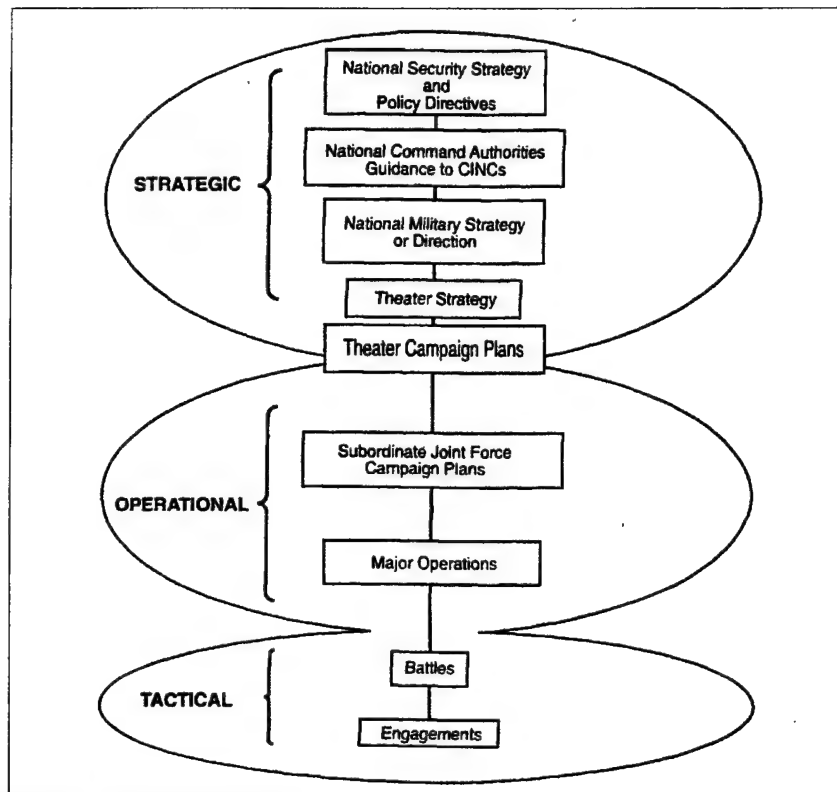 National Security Strategy
and
Policy Directives
National Command Authorities
Guidance to CINCs
STRATEGIC
National Military Strategy
or Direction
Theater Strategy
Theater Campaign Plans
Subordinate Joint Force
Campaign Plans
OPERATIONAL
Major Operations
Battles
TACTICAL
Engagements